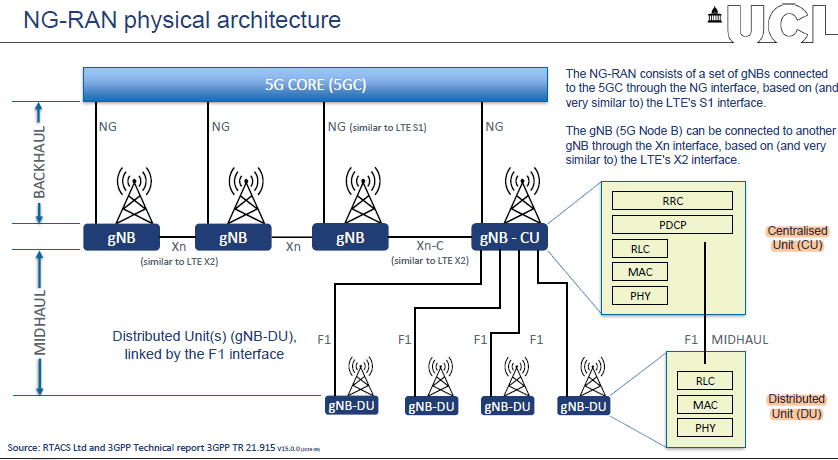 NG-RAN physical architecture
UCL
5G CORE (5GC)
The NG-RAN consists of a set of gNBs connected
to the 5GC through the NG interface, based on (and
very similar to) the LTE's S1 interface.
The gNB (5G Node B) can be connected to another
gNB through the Xn interface, based on (and very
similar to) the LTE's X2 interface.
BACKHAUL
NG
NG
NG (similar to LTE S1)
NG
gNB
gNB
gNB
gNB - CU
Xn
(similar to LTE X2)
Xn
Xn-C
(similar to LTE X2)
RRC
PDCP
RLC
MAC
PHY
Centralised
Unit (CU)
MIDHAUL
Distributed Unit(s) (gNB-DU),
linked by the F1 interface
F1
F1
F1
F1
F1 MIDHAUL
gNB-DU
gNB-DU
gNB-DU
gNB-DU
RLC
MAC
PHY
Distributed
Unit (DU)
Source: RTACS Ltd and 3GPP Technical report 3GPP TR 21.915 V15.0.0 (2018-09)